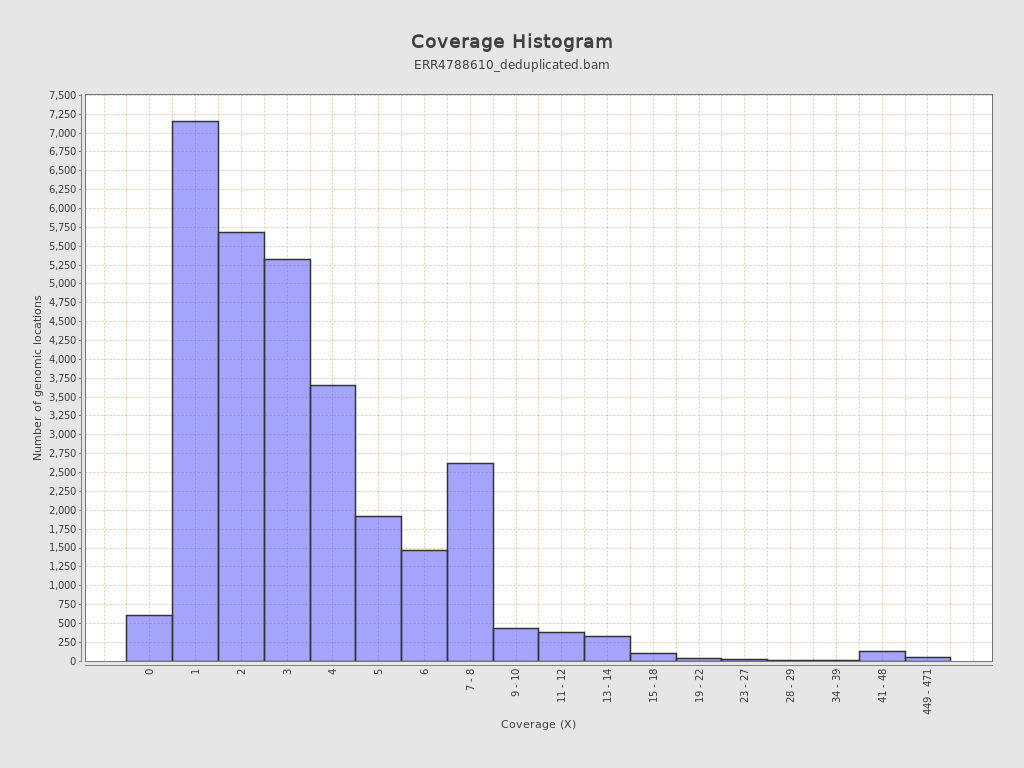 Coverage Histogram
ERR4788610_deduplicated.bam
7,500
7,250
7,000
6,750
6,500
6,250
6,000
5,750
5,500
5,250
5,000
4,750
4,500
4,250
4,000
3,750
3,500
3,250
3,000
2,750
2,500
2,250
2,000
1,750
1,500
1,250
1,000
750
500
250
0
Number of genomic locations
0
1
2
3
4
5
6
7 - 8
9 - 10
11 - 12
13 - 14
15 - 18
19 - 22
23 - 27
28 - 29
34 - 39
41 - 48
449 - 471
Coverage (X)